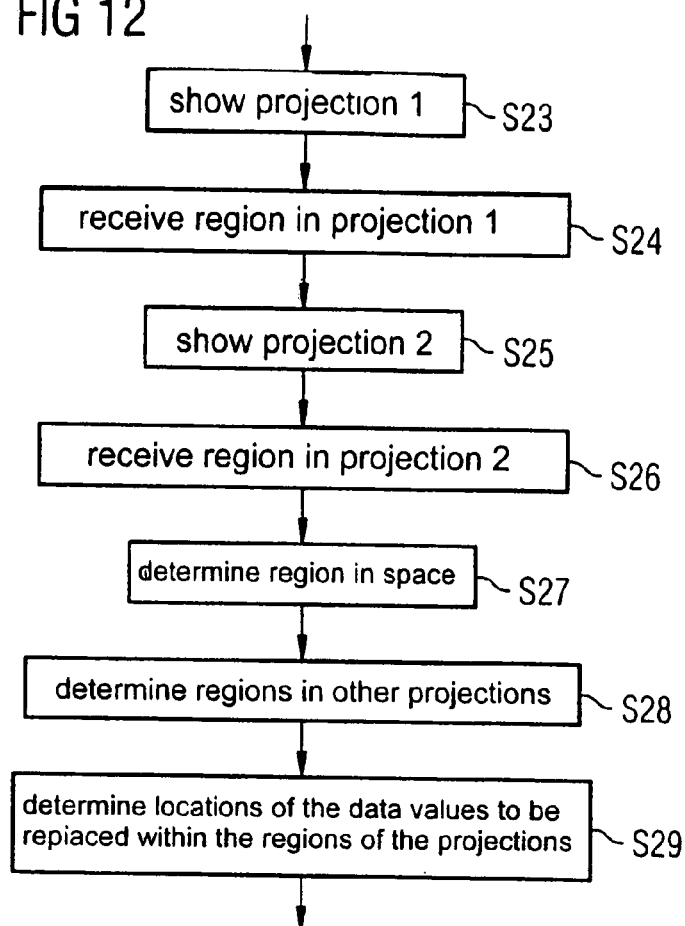 FIG 12
show projection 1
S23
receive region in projection 1
S24
show projection 2
S25
receive region in projection 2
S26
determine region in space
S27
determine regions in other projections
S28
determine locations of the data values to be
replaced within the regions of the projections
S29